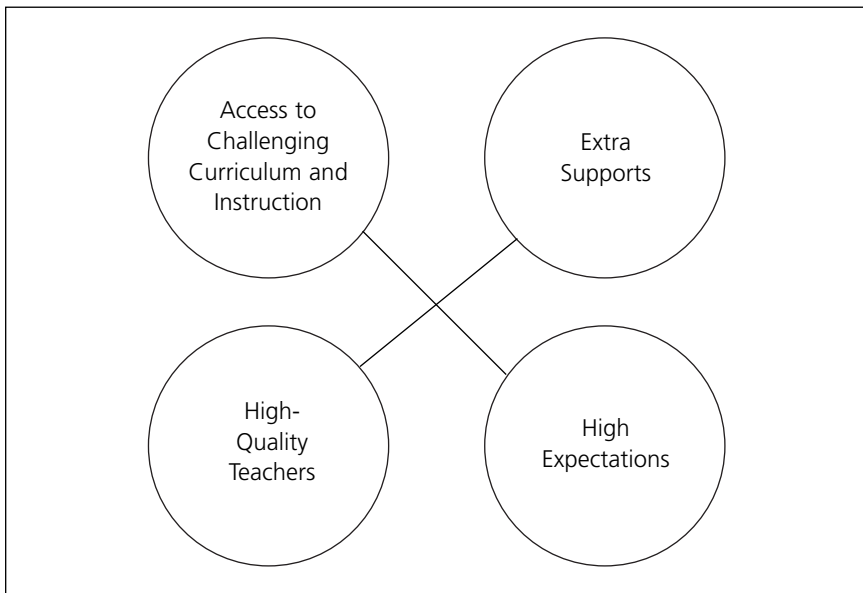 Access to
Challenging
Curriculum and
Instruction
Extra
Supports
High-
Quality
Teachers
High
Expectations